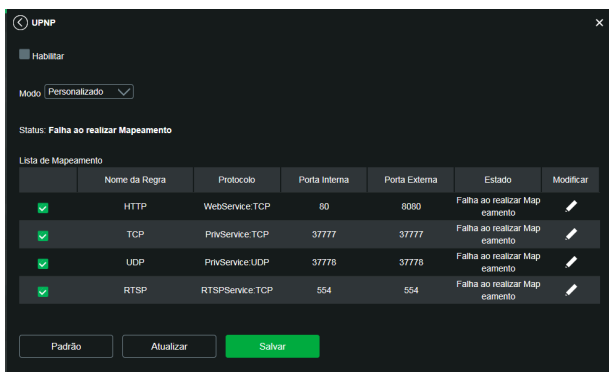 UPNP
Habilitar
Modo Personalizado
Status: Falha ao realizar Mapeamento
Lista de Mapeamento
Nome da Regra Protocolo Porta Interna Porta Externa Estado Modificar
HTTP WebService:TCP 80 8080 Falha ao realizar Map
eamento
TCP PrivService:TCP 37777 37777 Falha ao realizar Map
eamento
UDP PrivService:UDP 37778 37778 Falha ao realizar Map
eamento
RTSP RTSPService:TCP 554 554 Falha ao realizar Map
eamento
Padrão Atualizar Salvar